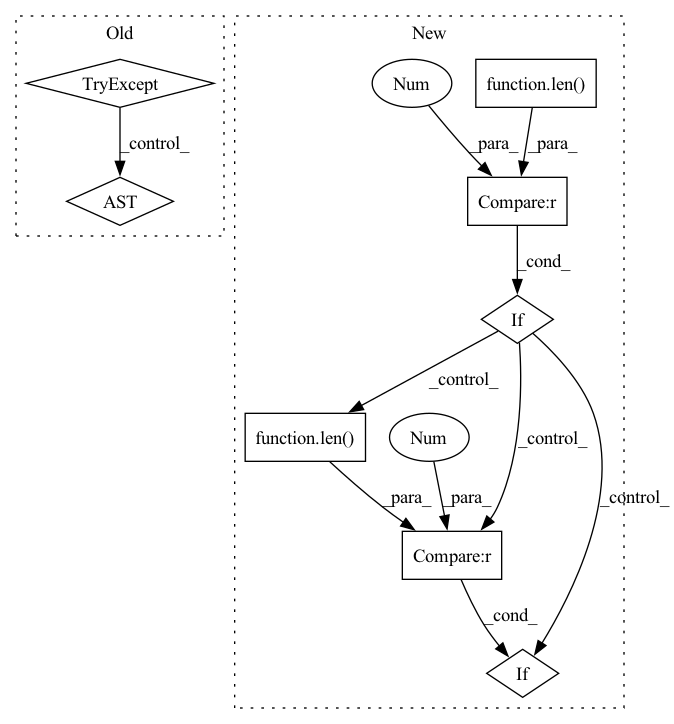 Old
New
TryExcept
Num
function.len()
_control_
_para_
_para_
AST
Compare:r
_cond_
If
_control_
function.len()
Num
_control_
_control_
_para_
_para_
Compare:r
_cond_
If